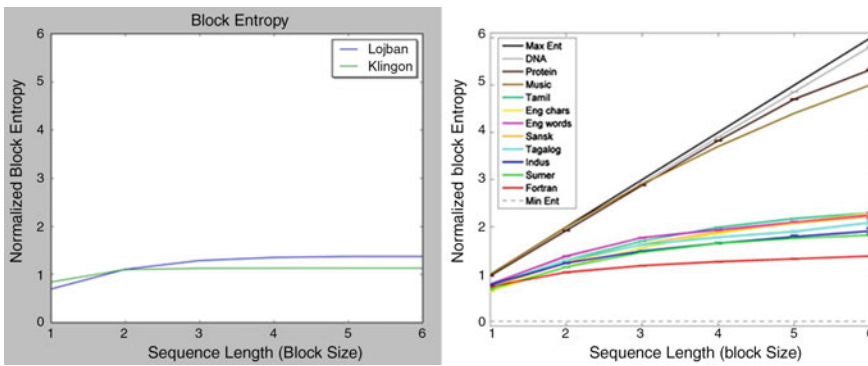 Block Entropy
Normalized Block Entropy
6
5
4
3
2
1
0
Lojban
Klingon
1 2 3 4 5 6
Sequence Length (Block Size)
Normalized block Entropy
6
5
4
3
2
1
0
Max Ent
DNA
Protein
Music
Tamil
Eng chars
Eng words
Sansk
Tagalog
Indus
Sumer
Fortran
Min Ent
1 2 3 4 5 6
Sequence Length (block Size)